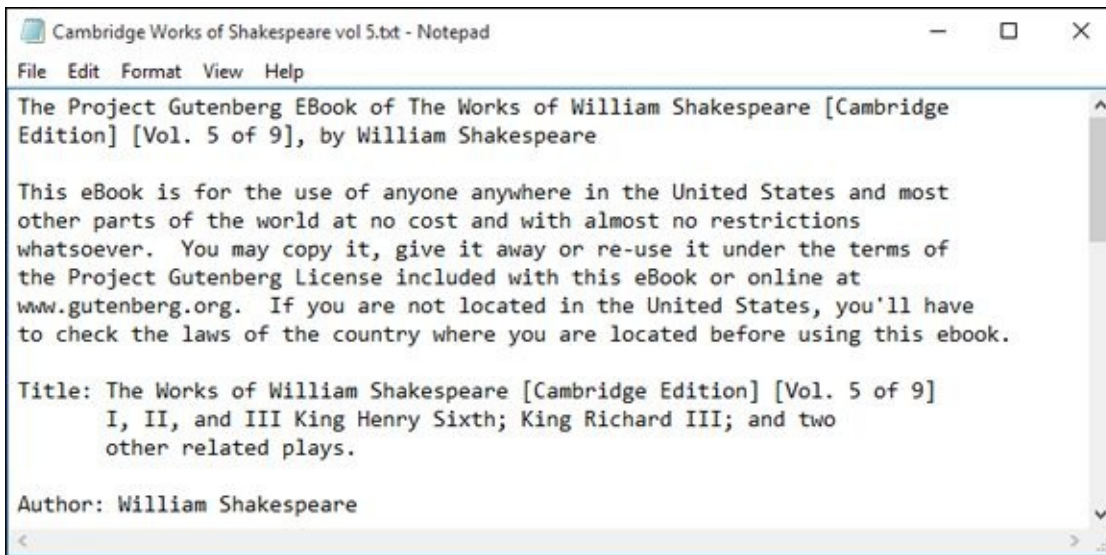 Cambridge Works of Shakespeare vol 5.txt - Notepad
File Edit Format View Help
The Project Gutenberg EBook of The Works of William Shakespeare [Cambridge
Edition] [Vol. 5 of 9], by William Shakespeare
This eBook is for the use of anyone anywhere in the United States and most
other parts of the world at no cost and with almost no restrictions
whatsoever.  You may copy it, give it away or re-use it under the terms of
the Project Gutenberg License included with this eBook or online at
www.gutenberg.org.  If you are not located in the United States, you'll have
to check the laws of the country where you are located before using this ebook.
Title: The Works of William Shakespeare [Cambridge Edition] [Vol. 5 of 9]
I, II, and III King Henry Sixth; King Richard III; and two
other related plays.
Author: William Shakespeare